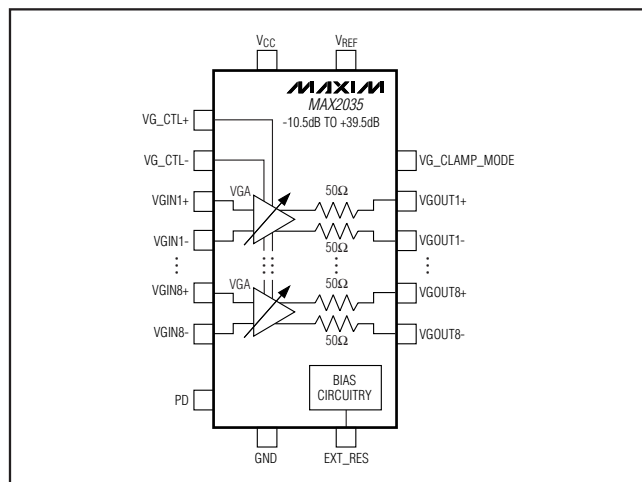 VCC VREF
MAXIM
MAX2035
-10.5dB TO +39.5dB
VG_CTL+
VG_CTL- VG_CLAMP_MODE
VGIN1+ VGA 50Ω VGOUT1+
VGIN1- 50Ω VGOUT1-
VGIN8+ VGA 50Ω VGOUT8+
VGIN8- 50Ω VGOUT8-
PD
BIAS
CIRCUITRY
GND EXT_RES